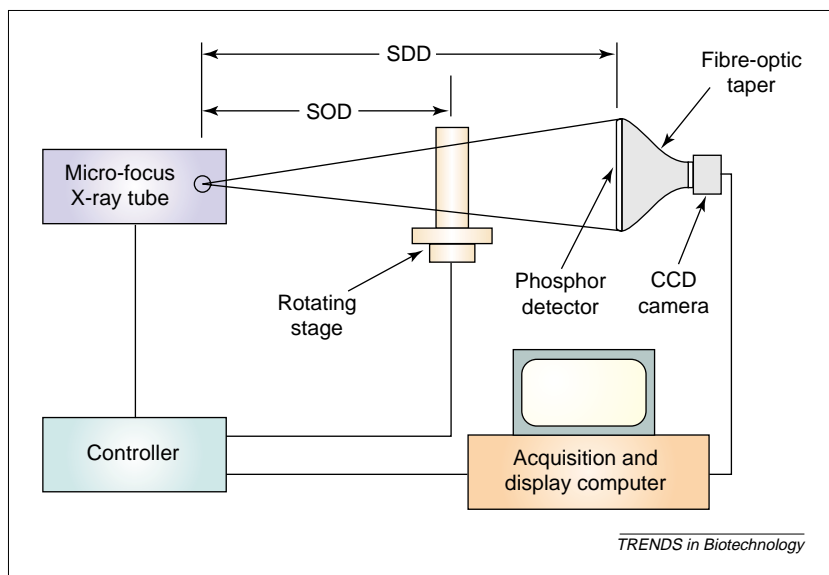 SDD
Fibre-optic
taper
SOD
Micro-focus
X-ray tube
Rotating
stage
Phosphor
detector
CCD
camera
Controller
Acquisition and
display computer
TRENDS in Biotechnology